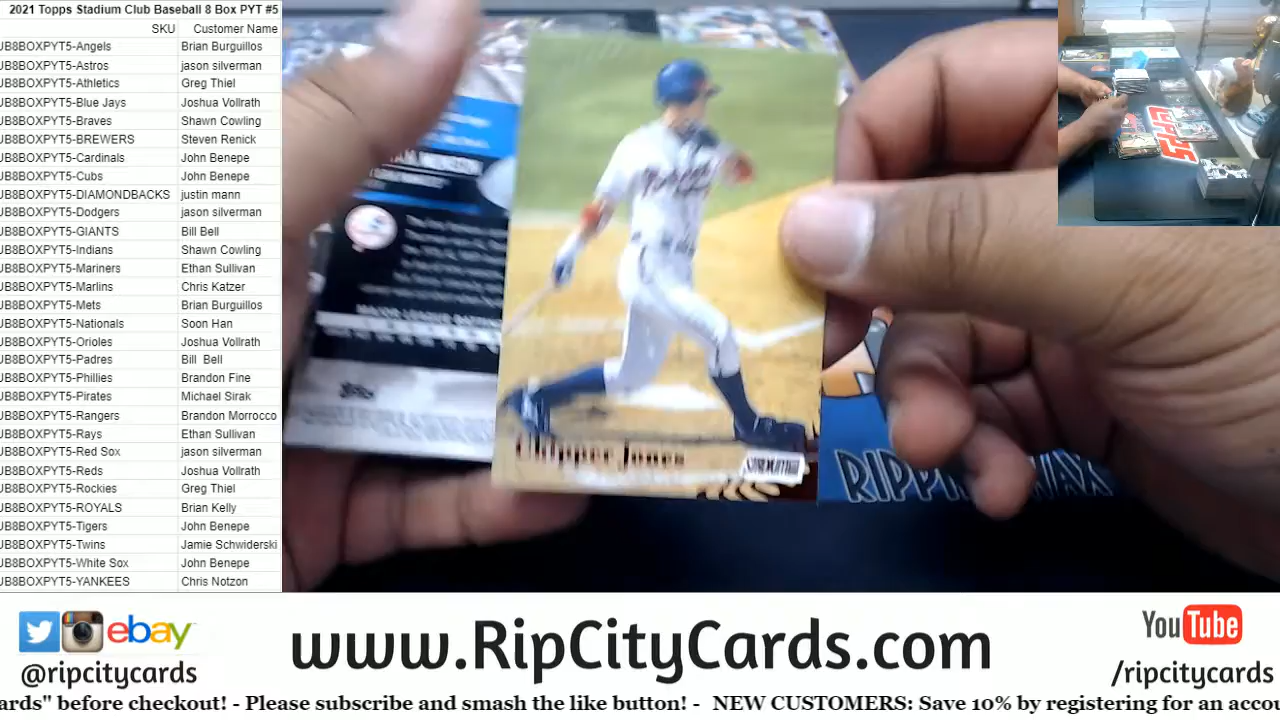 2021 Topps Stadium Club Baseball 8 Box PYT #5
SKU Customer Name
JB8BOXPYT5-Angels Brian Burguillos
JB8BOXPYT5-Astros jason silverman
JB8BOXPYT5-Athletics Greg Thiel
JB8BOXPYT5-Blue Jays Joshua Vollrath
JB8BOXPYT5-Braves Shawn Cowling
JB8BOXPYT5-BREWERS Steven Renick
JB8BOXPYT5-Cardinals John Benepe
JB8BOXPYT5-Cubs John Benepe
JB8BOXPYT5-DIAMONDBACKS justin mann
JB8BOXPYT5-Dodgers jason silverman
JB8BOXPYT5-GIANTS Bill Bell
JB8BOXPYT5-Indians Shawn Cowling
JB8BOXPYT5-Mariners Ethan Sullivan
JB8BOXPYT5-Marlins Chris Katzer
JB8BOXPYT5-Mets Brian Burguillos
JB8BOXPYT5-Nationals Soon Han
JB8BOXPYT5-Orioles Joshua Vollrath
JB8BOXPYT5-Padres Bill Bell
JB8BOXPYT5-Phillies Brandon Fine
JB8BOXPYT5-Pirates Michael Sirak
JB8BOXPYT5-Rangers Brandon Morrocco
JB8BOXPYT5-Rays Ethan Sullivan
JB8BOXPYT5-Red Sox jason silverman
JB8BOXPYT5-Reds Joshua Vollrath
JB8BOXPYT5-Rockies Greg Thiel
JB8BOXPYT5-ROYALS Brian Kelly
JB8BOXPYT5-Tigers John Benepe
JB8BOXPYT5-Twins Jamie Schwiderski
JB8BOXPYT5-White Sox John Benepe
JB8BOXPYT5-YANKEES Chris Notzon
MAJOR LEAGUE
Topps
Chipper Jones
STADIUM
ebay
@ripcitycards
www.RipCityCards.com
YouTube
/ripcitycards
ards" before checkout! - Please subscribe and smash the like button! - NEW CUSTOMERS: Save 10% by registering for an accou